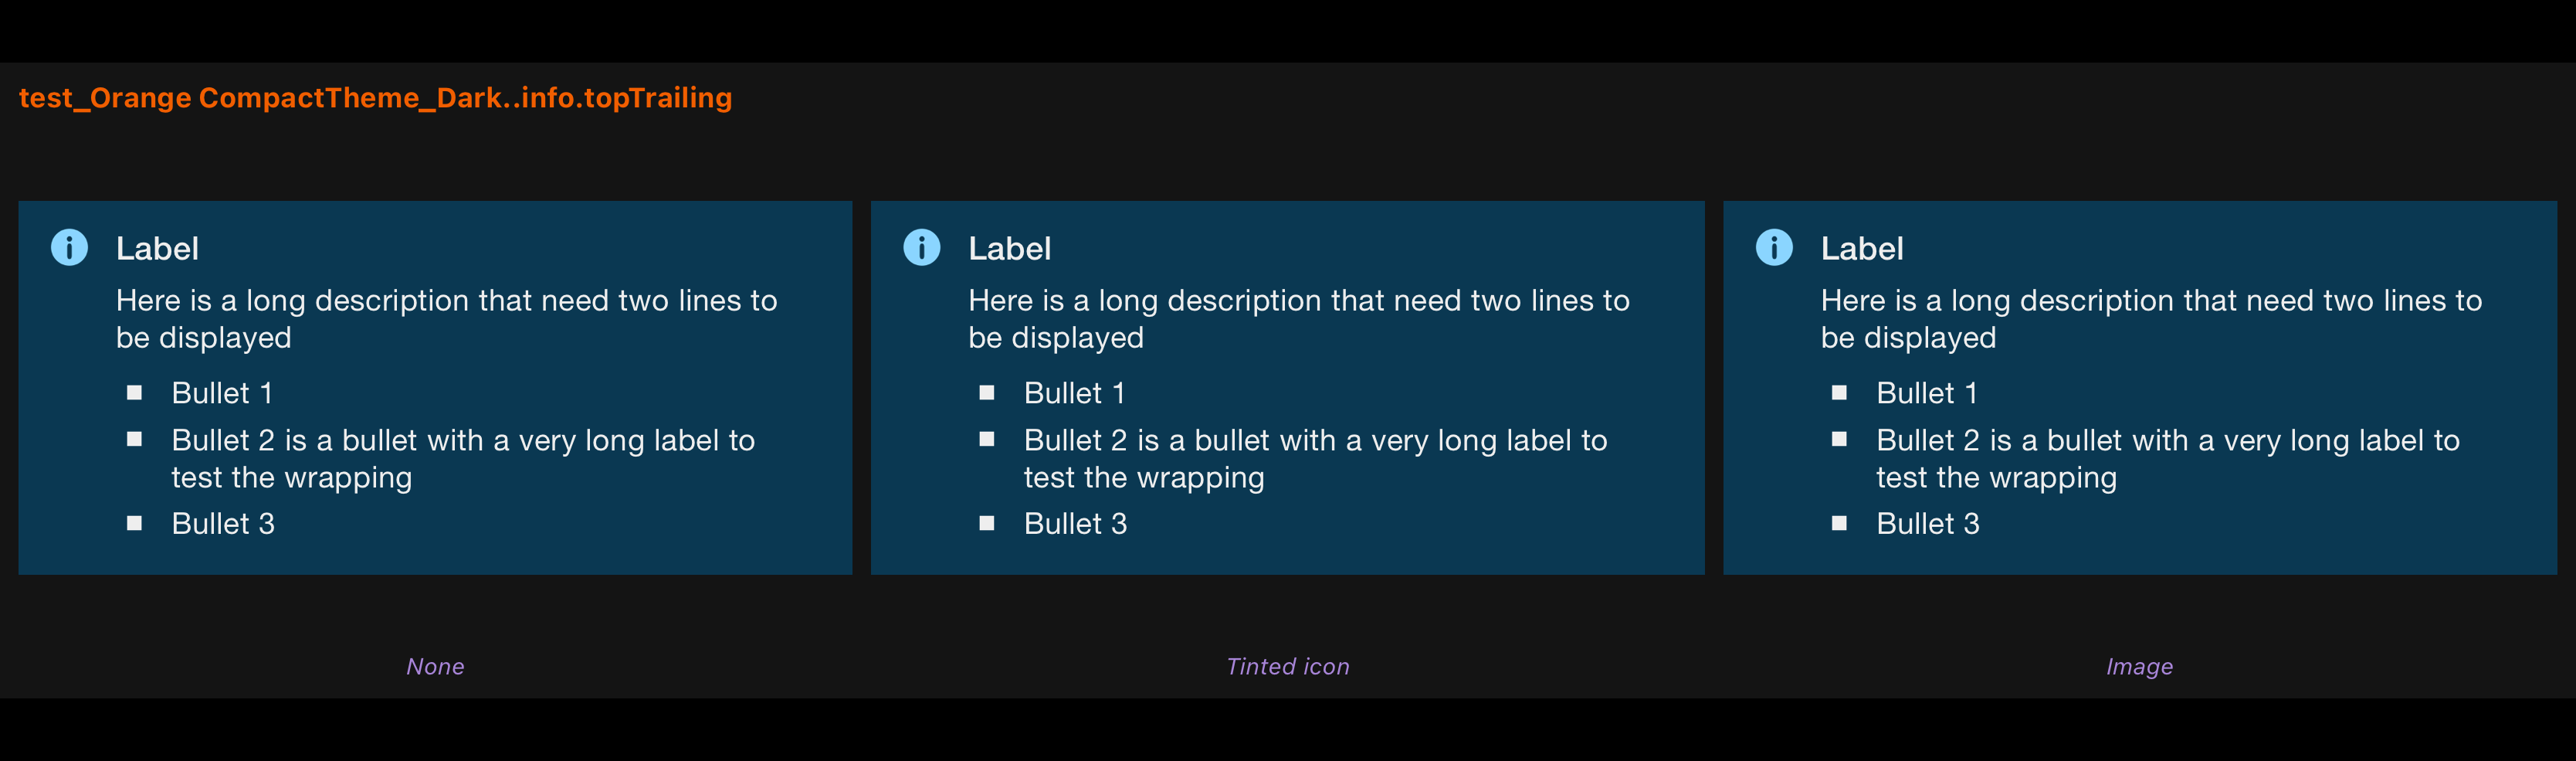 test_Orange CompactTheme_Dark..info.topTrailing
Label
Here is a long description that need two lines to
be displayed
■ Bullet 1
■ Bullet 2 is a bullet with a very long label to
test the wrapping
■ Bullet 3
None
Label
Here is a long description that need two lines to
be displayed
■ Bullet 1
■ Bullet 2 is a bullet with a very long label to
test the wrapping
■ Bullet 3
Tinted icon
Label
Here is a long description that need two lines to
be displayed
■ Bullet 1
■ Bullet 2 is a bullet with a very long label to
test the wrapping
■ Bullet 3
Image